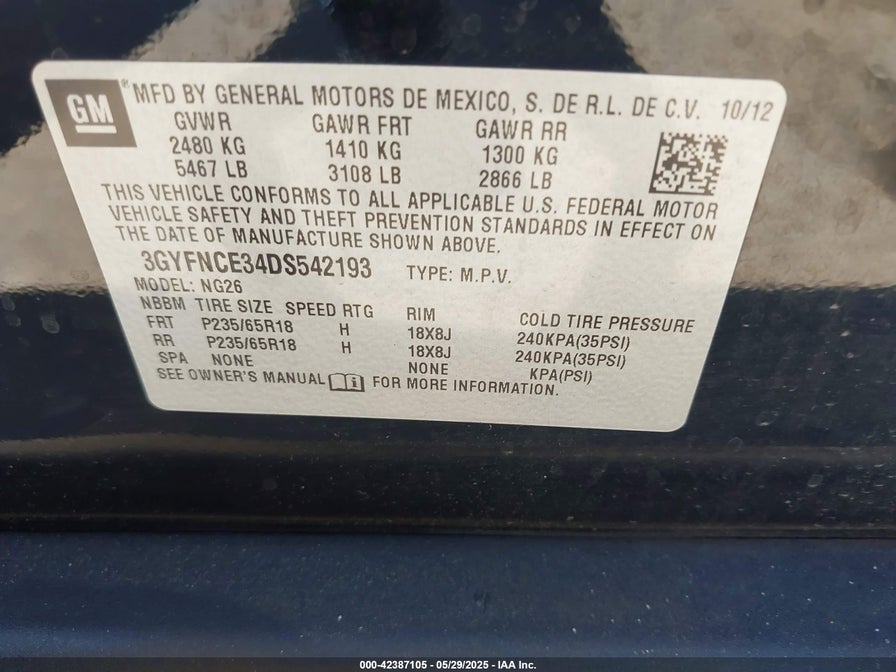 GM ® MFD BY GENERAL MOTORS DE MEXICO, S. DE R.L. DE C.V. 10/12
GVWR GAWR FRT GAWR RR
2480 KG 1410 KG 1300 KG
5467 LB 3108 LB 2866 LB
THIS VEHICLE CONFORMS TO ALL APPLICABLE U.S. FEDERAL MOTOR
VEHICLE SAFETY AND THEFT PREVENTION STANDARDS IN EFFECT ON
THE DATE OF MANUFACTURE SHOWN ABOVE.
3GYFNCE34DS542193 TYPE: M.P.V.
MODEL: NG26
NBBM TIRE SIZE SPEED RTG RIM COLD TIRE PRESSURE
FRT P235/65R18 H 18X8J 240KPA(35PSI)
RR P235/65R18 H 18X8J 240KPA(35PSI)
SPA NONE NONE KPA(PSI)
SEE OWNER'S MANUAL i FOR MORE INFORMATION.
000-42387105 - 05/29/2025 - IAA Inc.